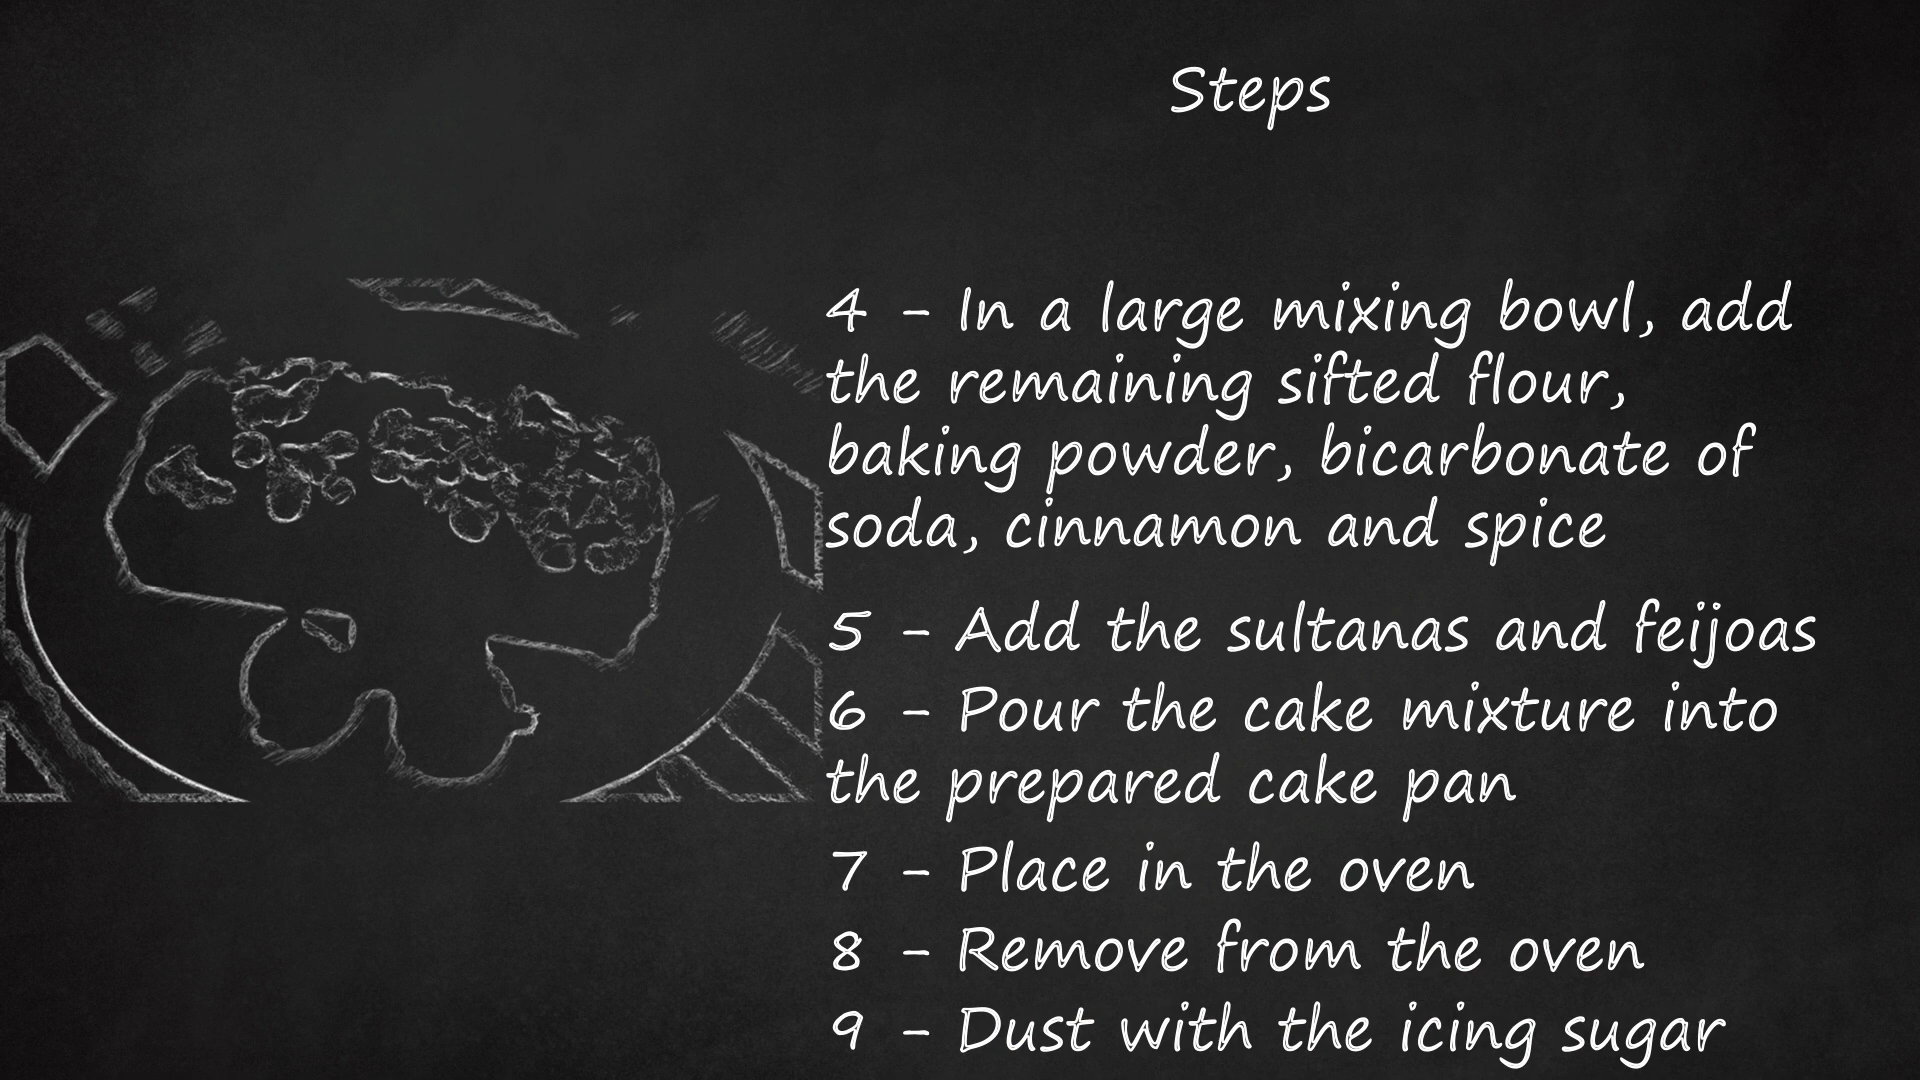 Steps
4 - In a large mixing bowl, add
the remaining sifted flour,
baking powder, bicarbonate of
soda, cinnamon and spice
5 - Add the sultanas and feijoas
6 - Pour the cake mixture into
the prepared cake pan
7 - Place in the oven
8 - Remove from the oven
9 - Dust with the icing sugar